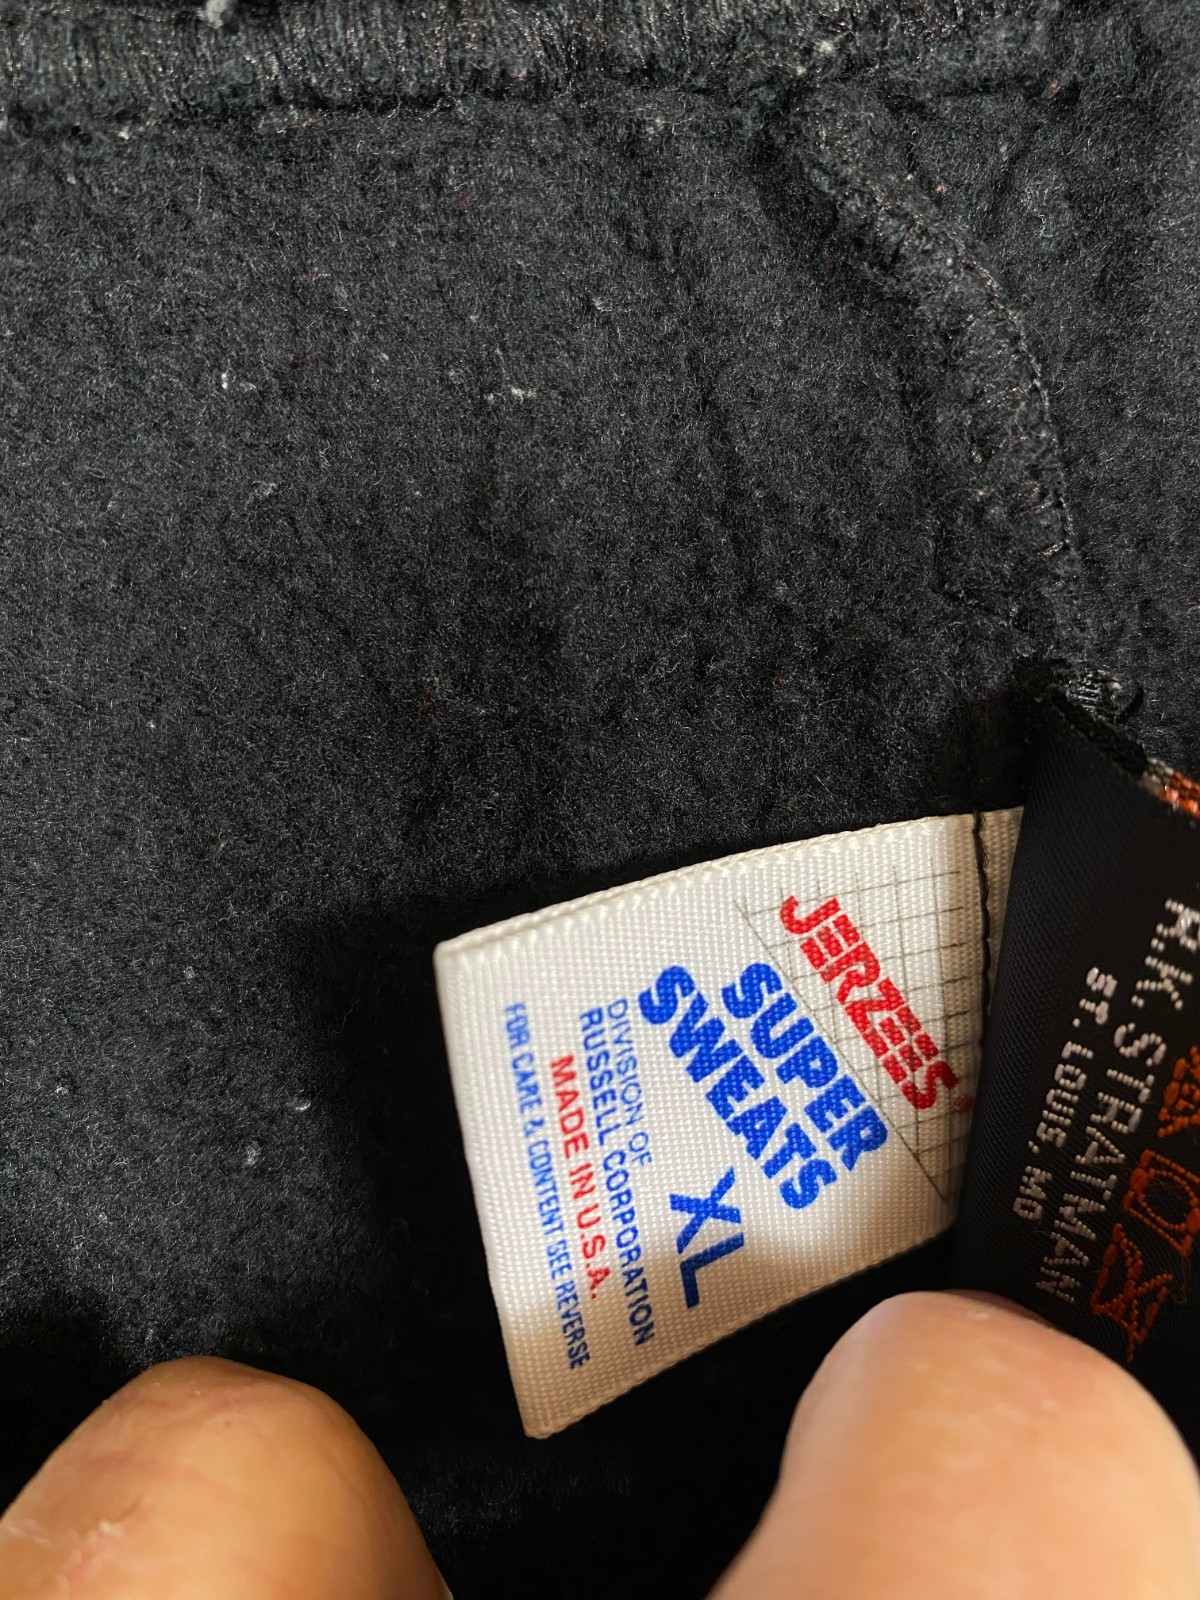 JERZEES
SUPER
SWEATS
XL
DIVISION OF
RUSSELL CORPORATION
MADE IN U.S.A.
FOR CARE & CONTENT SEE REVERSE
R.K. STRATMAN
ST. LOUIS, MO